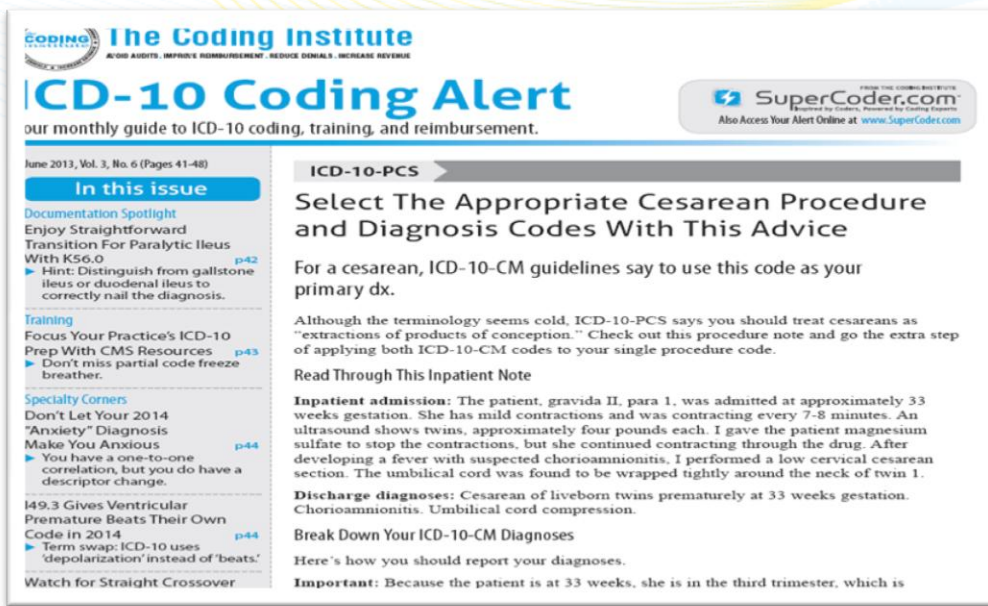 CODING
The Coding Institute
AVOID AUDITS. IMPROVE REIMBURSEMENT. REDUCE DENIALS. INCREASE REVENUE
ICD-10 Coding Alert
our monthly guide to ICD-10 coding, training, and reimbursement.
FROM THE CODING INSTITUTE
SuperCoder.com
Inspired by Coders, Powered by Coding Experts
Also Access Your Alert Online at www.SuperCoder.com
June 2013, Vol. 3, No. 6 (Pages 41-48)
In this issue
Documentation Spotlight
Enjoy Straightforward
Transition For Paralytic Ileus
With K56.0 p42
► Hint: Distinguish from gallstone
ileus or duodenal ileus to
correctly nail the diagnosis.
Training
Focus Your Practice's ICD-10
Prep With CMS Resources p43
► Don't miss partial code freeze
breather.
Specialty Corners
Don't Let Your 2014
"Anxiety" Diagnosis
Make You Anxious p44
► You have a one-to-one
correlation, but you do have a
descriptor change.
I49.3 Gives Ventricular
Premature Beats Their Own
Code in 2014 p44
► Term swap: ICD-10 uses
'depolarization' instead of 'beats.'
Watch for Straight Crossover
ICD-10-PCS
Select The Appropriate Cesarean Procedure
and Diagnosis Codes With This Advice
For a cesarean, ICD-10-CM guidelines say to use this code as your
primary dx.
Although the terminology seems cold, ICD-10-PCS says you should treat cesareans as
"extractions of products of conception." Check out this procedure note and go the extra step
of applying both ICD-10-CM codes to your single procedure code.
Read Through This Inpatient Note
Inpatient admission: The patient, gravida II, para 1, was admitted at approximately 33
weeks gestation. She has mild contractions and was contracting every 7-8 minutes. An
ultrasound shows twins, approximately four pounds each. I gave the patient magnesium
sulfate to stop the contractions, but she continued contracting through the drug. After
developing a fever with suspected chorioamnionitis, I performed a low cervical cesarean
section. The umbilical cord was found to be wrapped tightly around the neck of twin 1.
Discharge diagnoses: Cesarean of liveborn twins prematurely at 33 weeks gestation.
Chorioamnionitis. Umbilical cord compression.
Break Down Your ICD-10-CM Diagnoses
Here's how you should report your diagnoses.
Important: Because the patient is at 33 weeks, she is in the third trimester, which is